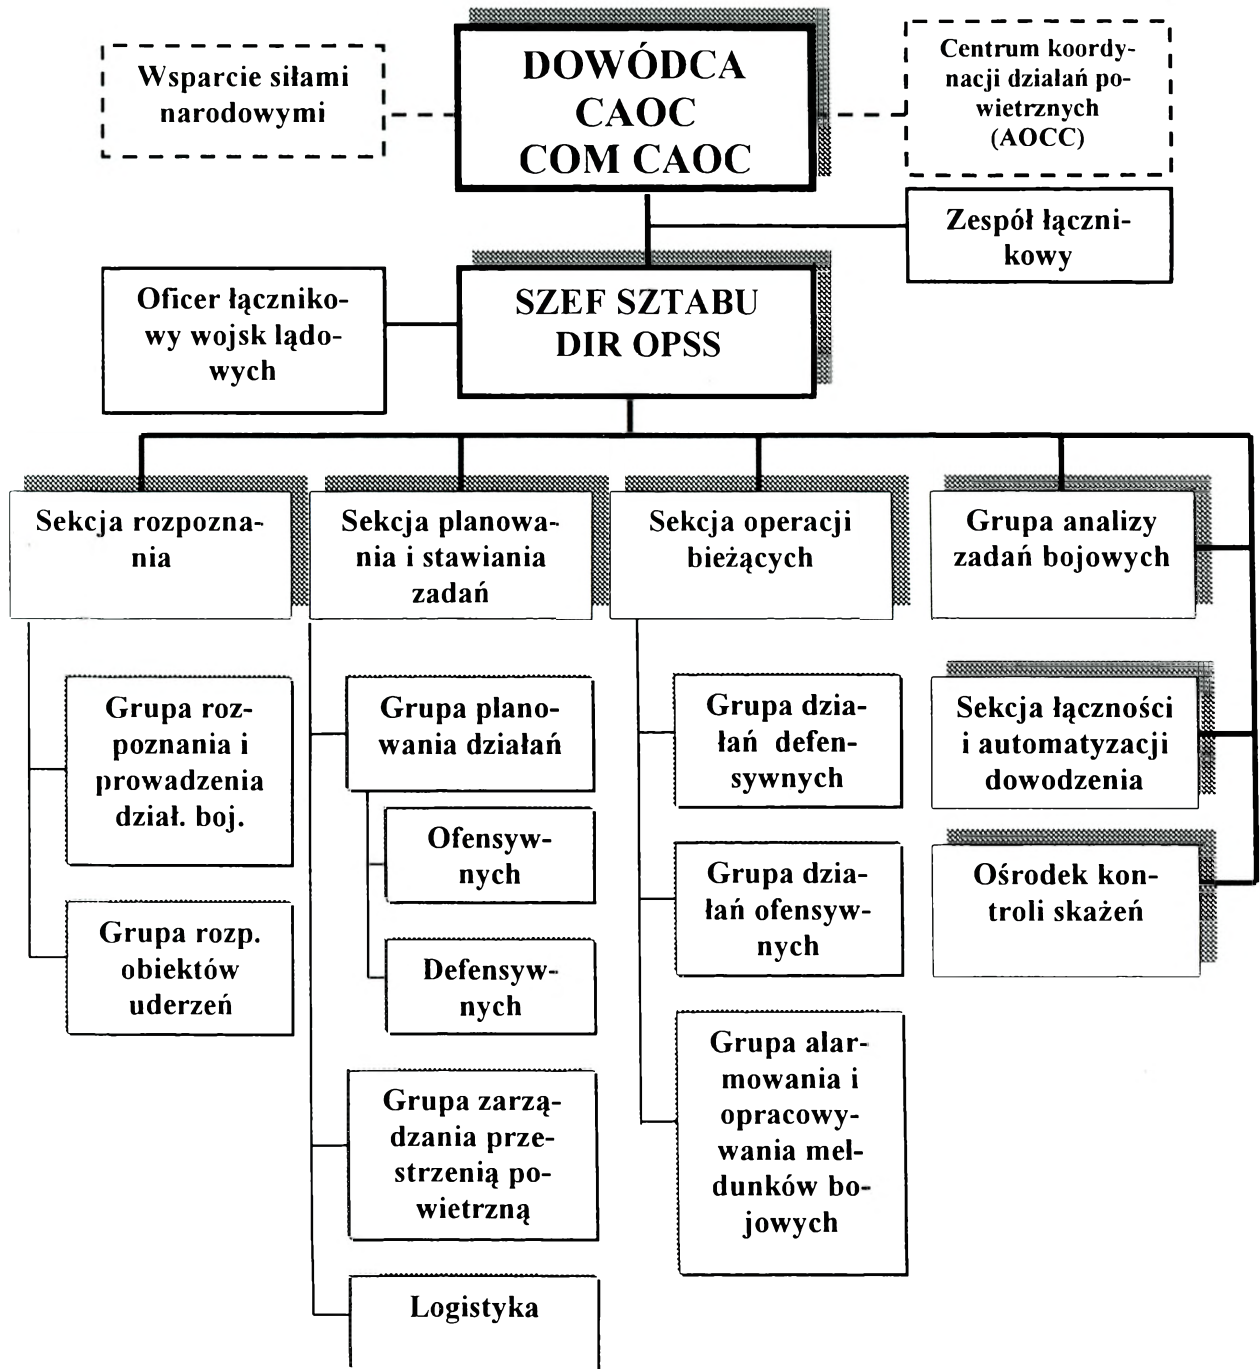 Wsparcie siłami
narodowymi
DOWÓDCA
CAOC
COM CAOC
Centrum koordy-
nacji działań po-
wietrznych
(AOCC)
Zespół łączni-
kowy
Oficer łączniko-
wy wojsk lądo-
wych
SZEF SZTABU
DIR OPSS
Sekcja rozpozna-
nia
Sekcja planowa-
nia i stawiania
zadań
Sekcja operacji
bieżących
Grupa analizy
zadań bojowych
Grupa roz-
poznania i
prowadzenia
dział. boj.
Grupa rozp.
obiektów
uderzeń
Grupa plano-
wania działań
Ofensyw-
nych
Defensyw-
nych
Grupa zarzą-
dzania prze-
strzenią po-
wietrzną
Logistyka
Grupa dzia-
łań defen-
sywnych
Grupa dzia-
łań ofensyw-
nych
Grupa alar-
mowania i
opracowy-
wania mel-
dunków bo-
jowych
Sekcja łączności
i automatyzacji
dowodzenia
Ośrodek kon-
troli skażeń